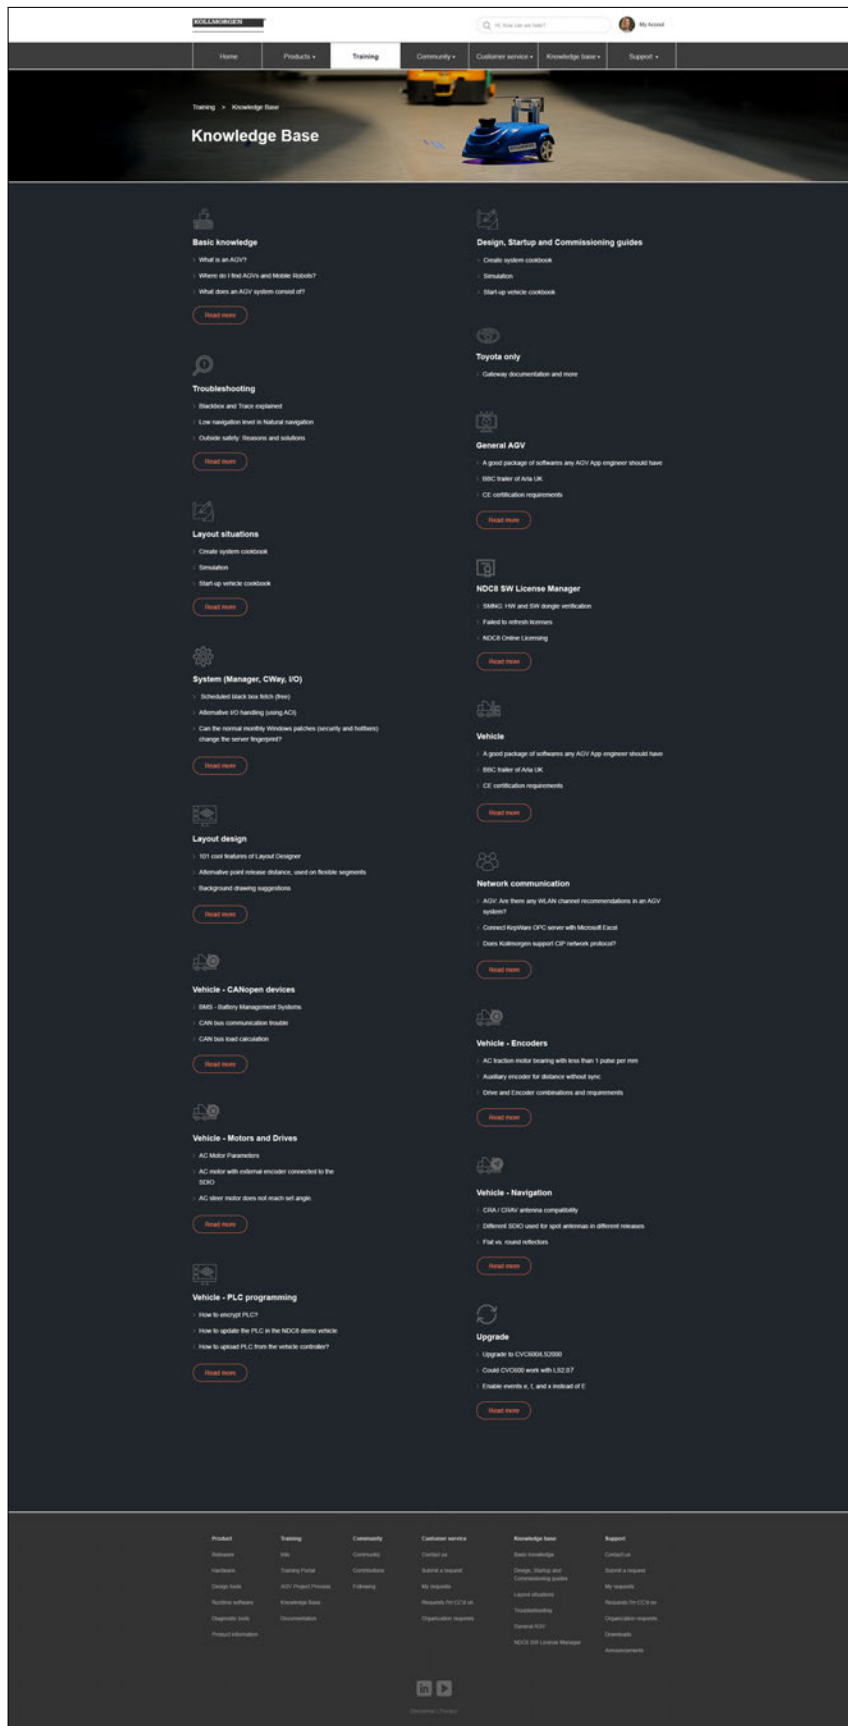 KOLLMORGEN
Hi, how can we help?
My Account
Home
Products
Training
Community
Customer service
Knowledge base
Support
Training > Knowledge Base
Knowledge Base
Basic knowledge
What is an AGV?
Where do I find AGVs and Mobile Robots?
What does an AGV system consist of?
Read more
Troubleshooting
Blackbox and Trace explained
Low navigation level in Natural navigation
Outside safety: Reasons and solutions
Read more
Layout situations
Create system cookbook
Simulation
Start-up vehicle cookbook
Read more
System (Manager, CWay, I/O)
Scheduled black box fetch (free)
Alternative I/O handling (using ACI)
Can the normal monthly Windows patches (security and hotfixes)
change the server fingerprint?
Read more
Layout design
101 cool features of Layout Designer
Alternative point release distance, used on flexible segments
Background drawing suggestions
Read more
Vehicle - CANopen devices
BMS - Battery Management Systems
CAN bus communication trouble
CAN bus load calculation
Read more
Vehicle - Motors and Drives
AC Motor Parameters
AC motor with external encoder connected to the
SDIO
AC steer motor does not reach set angle.
Read more
Vehicle - PLC programming
How to encrypt PLC?
How to update the PLC in the NDC8 demo vehicle
How to upload PLC from the vehicle controller?
Read more
Design, Startup and Commissioning guides
Create system cookbook
Simulation
Start-up vehicle cookbook
Toyota only
Gateway documentation and more
General AGV
A good package of softwares any AGV App engineer should have
BBC trailer of Arla UK
CE certification requirements
Read more
NDC8 SW License Manager
SMNG: HW and SW dongle verification
Failed to refresh licenses
NDC8 Online Licensing
Read more
Vehicle
A good package of softwares any AGV App engineer should have
BBC trailer of Arla UK
CE certification requirements
Read more
Network communication
AGV: Are there any WLAN channel recommendations in an AGV
system?
Connect KepWare OPC server with Microsoft Excel
Does Kollmorgen support CIP network protocol?
Read more
Vehicle - Encoders
AC traction motor bearing with less than 1 pulse per mm
Auxiliary encoder for distance without sync
Drive and Encoder combinations and requirements
Read more
Vehicle - Navigation
CRA / CRAV antenna compatibility
Different SDIO used for spot antennas in different releases
Flat vs. round reflectors
Read more
Upgrade
Upgrade to CVC600/LS2000
Could CVC600 work with LS2.0?
Enable events e, f, and x instead of E
Read more
Product
Releases
Hardware
Design tools
Runtime software
Diagnostic tools
Product information
Training
Info
Training Portal
AGV Project Process
Knowledge Base
Documentation
Community
Community
Contributions
Following
Customer service
Contact us
Submit a request
My requests
Requests I'm CC'd on
Organization requests
Knowledge base
Basic knowledge
Design, Startup and
Commissioning guides
Layout situations
Troubleshooting
General AGV
NDC8 SW License Manager
Support
Contact us
Submit a request
My requests
Requests I'm CC'd on
Organization requests
Downloads
Announcements
in
Disclaimer | Privacy